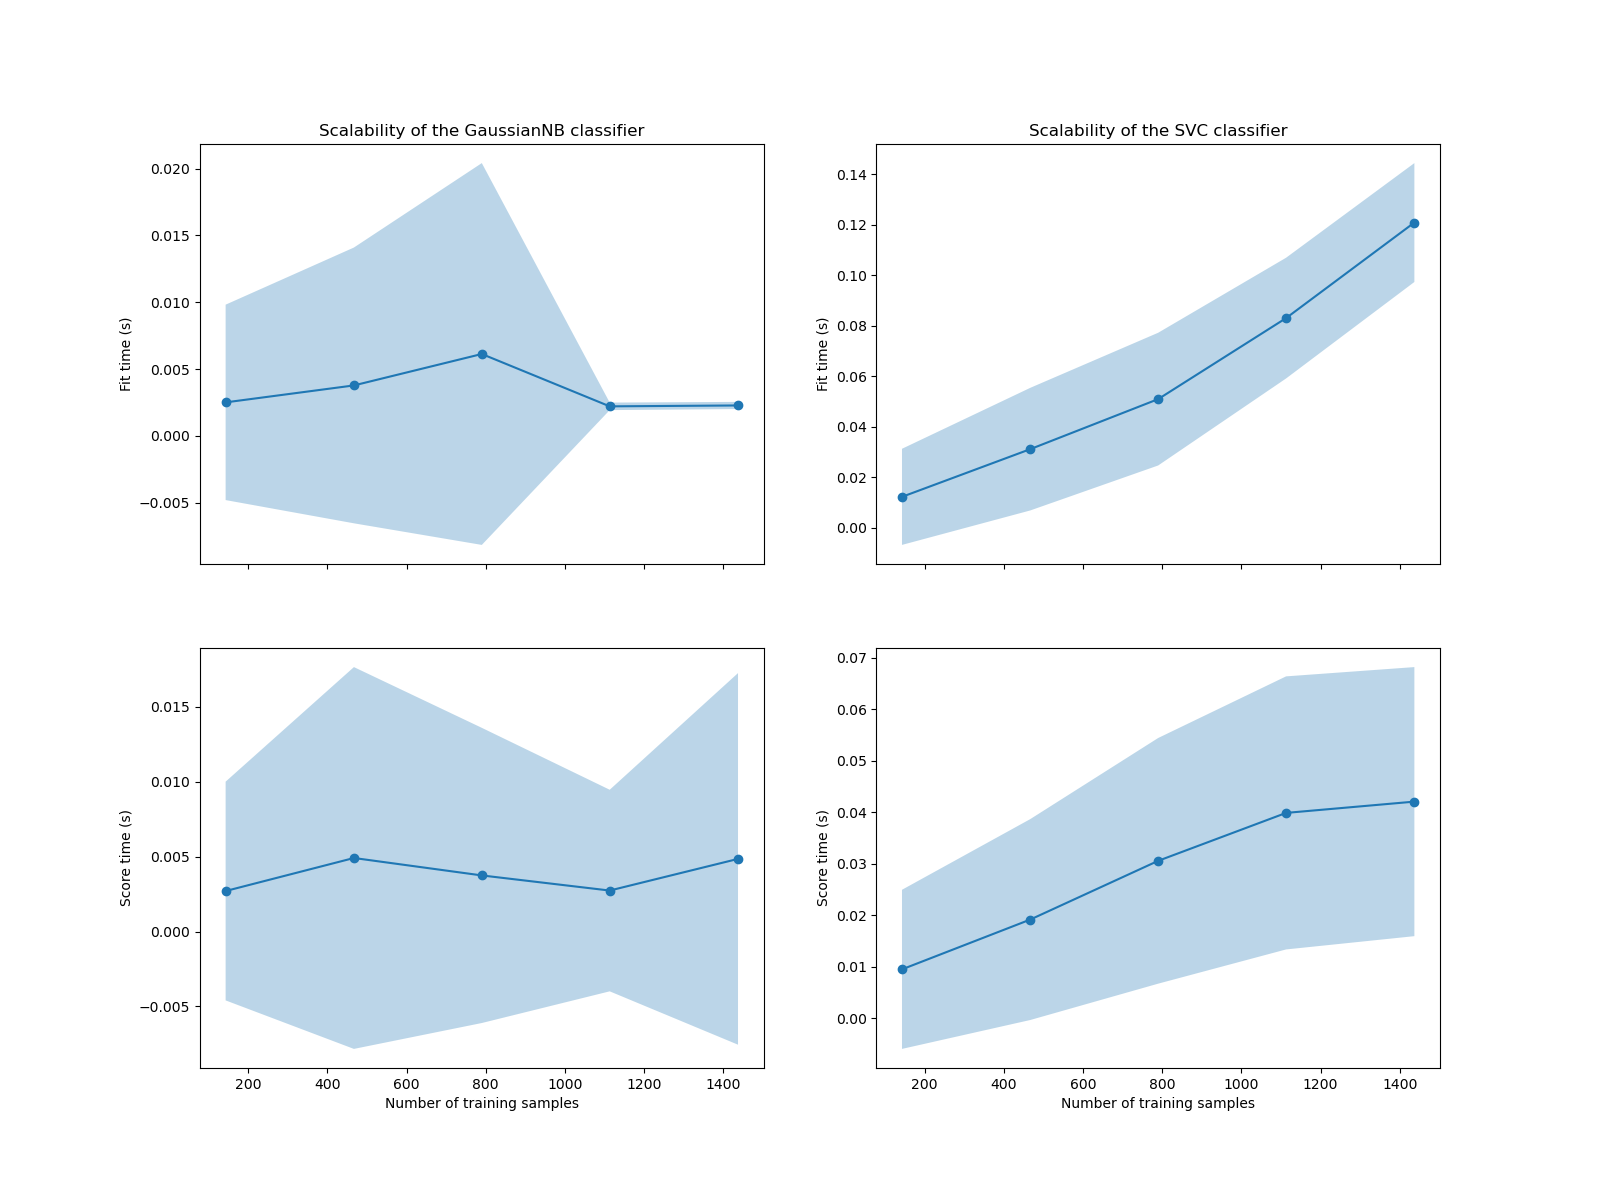 Scalability of the GaussianNB classifier
0.020
0.015
0.010
0.005
0.000
−0.005
Fit time (s)
Scalability of the SVC classifier
0.14
0.12
0.10
0.08
0.06
0.04
0.02
0.00
Fit time (s)
0.015
0.010
0.005
0.000
−0.005
Score time (s)
200 400 600 800 1000 1200 1400
Number of training samples
0.07
0.06
0.05
0.04
0.03
0.02
0.01
0.00
Score time (s)
200 400 600 800 1000 1200 1400
Number of training samples